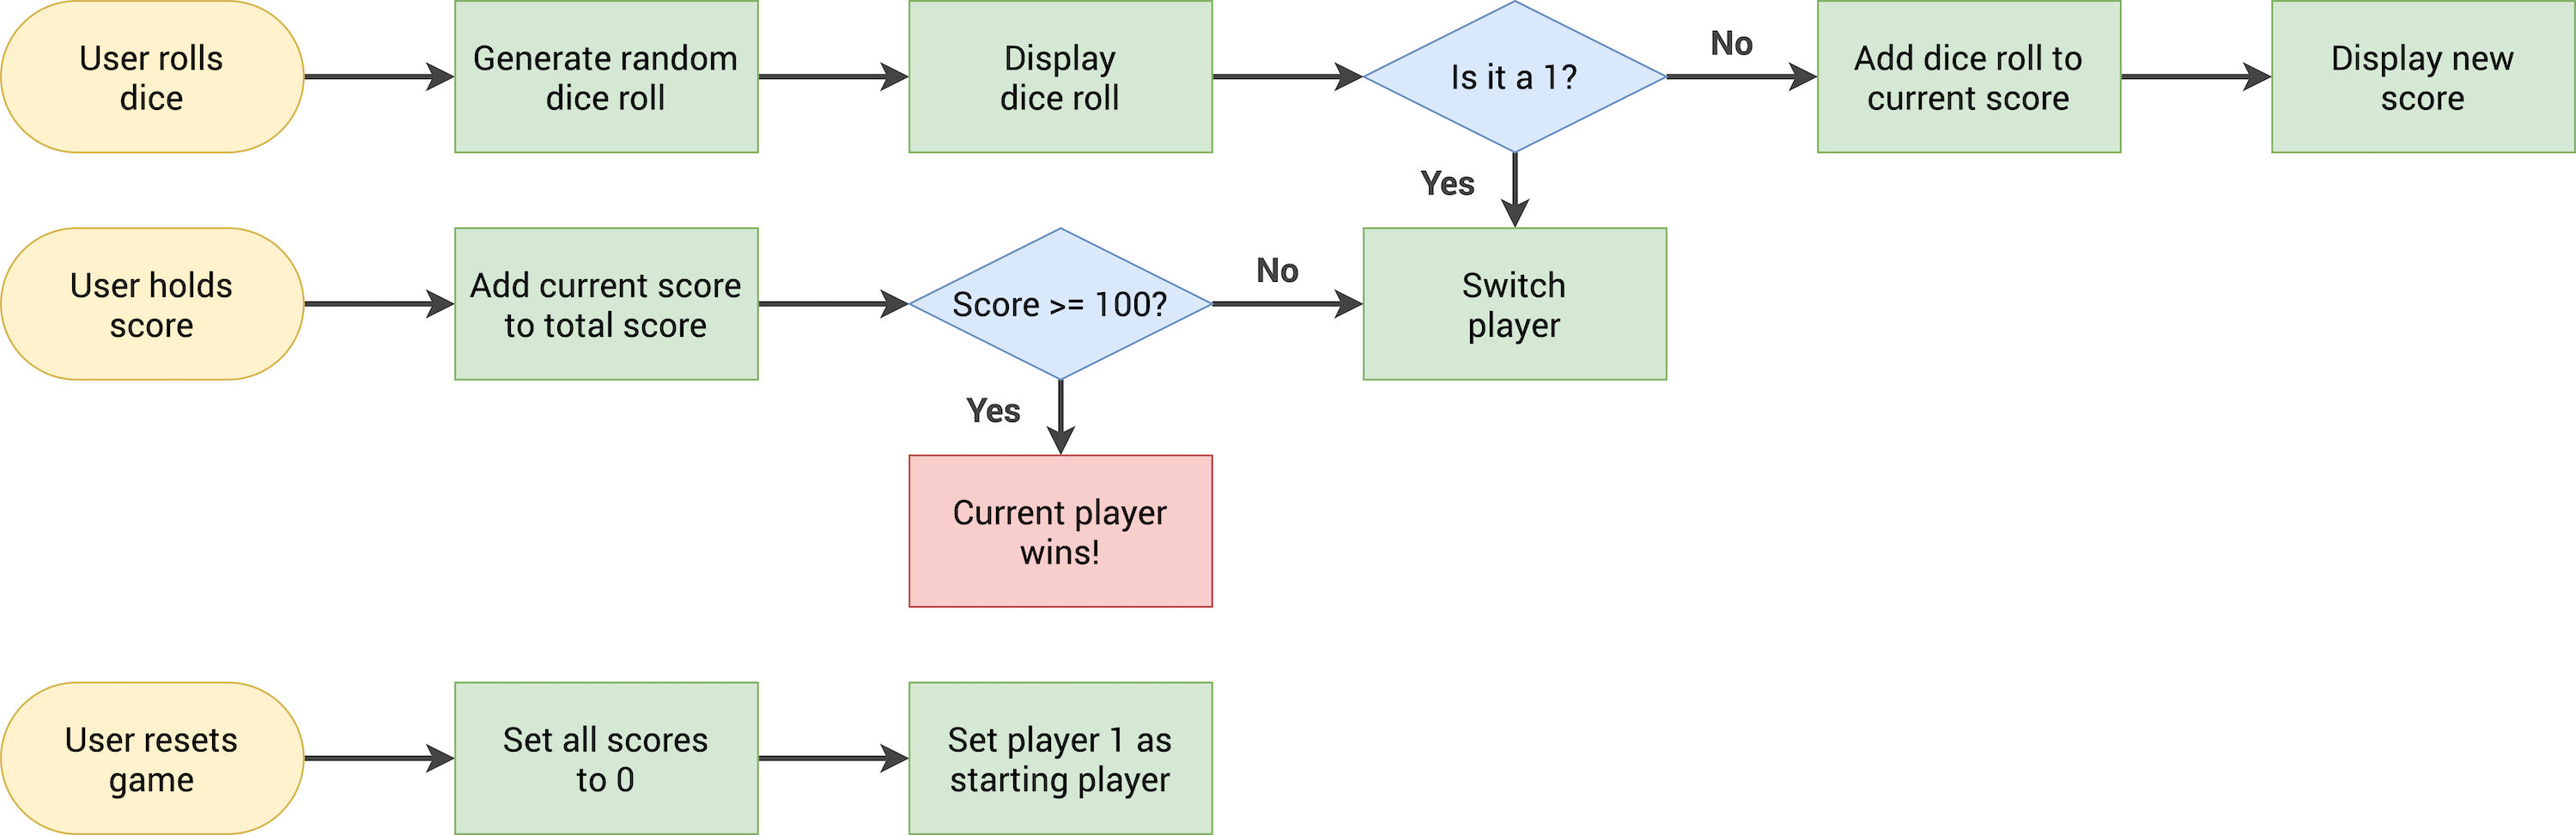 User rolls
dice
Generate random
dice roll
Display
dice roll
Is it a 1?
No
Add dice roll to
current score
Display new
score
Yes
User holds
score
Add current score
to total score
Score >= 100?
No
Switch
player
Yes
Current player
wins!
User resets
game
Set all scores
to 0
Set player 1 as
starting player